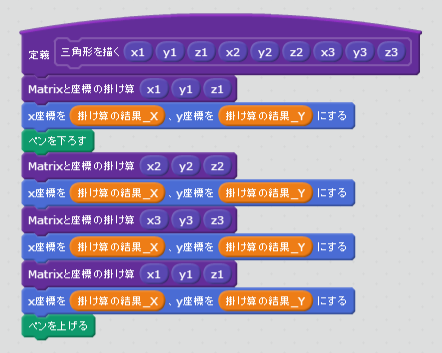 定義 三角形を描く x1 y1 z1 x2 y2 z2 x3 y3 z3
Matrixと座標の掛け算 x1 y1 z1
x座標を 掛け算の結果_X 、y座標を 掛け算の結果_Y にする
ペンを下ろす
Matrixと座標の掛け算 x2 y2 z2
x座標を 掛け算の結果_X 、y座標を 掛け算の結果_Y にする
Matrixと座標の掛け算 x3 y3 z3
x座標を 掛け算の結果_X 、y座標を 掛け算の結果_Y にする
Matrixと座標の掛け算 x1 y1 z1
x座標を 掛け算の結果_X 、y座標を 掛け算の結果_Y にする
ペンを上げる